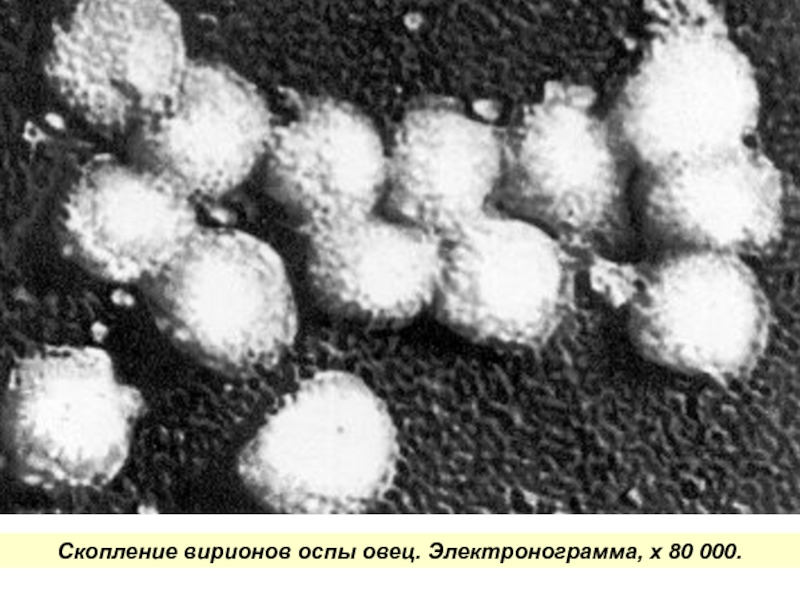 Скопление вирионов оспы овец. Электронограмма, х 80 000.